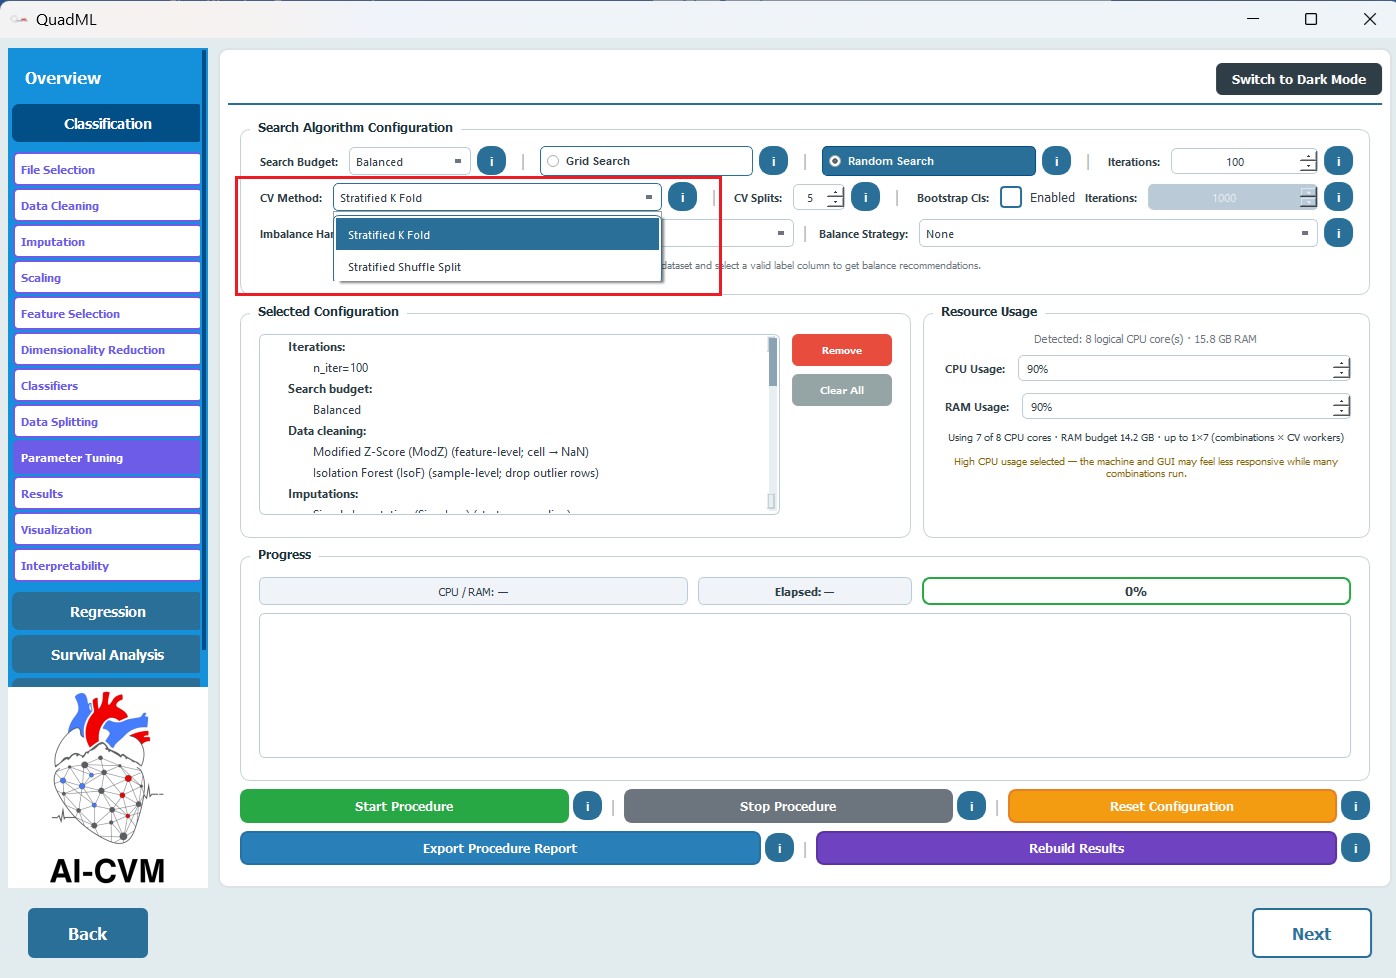 QuadML
Overview
Classification
File Selection
Data Cleaning
Imputation
Scaling
Feature Selection
Dimensionality Reduction
Classifiers
Data Splitting
Parameter Tuning
Results
Visualization
Interpretability
Regression
Survival Analysis
AI-CVM
Switch to Dark Mode
Search Algorithm Configuration
Search Budget: Balanced i | Grid Search i | Random Search i | Iterations: 100 i
CV Method: Stratified K Fold i | CV Splits: 5 i | Bootstrap CIs: Enabled Iterations: 1000 i
Stratified K Fold
Stratified Shuffle Split
Imbalance Har | Balance Strategy: None i
dataset and select a valid label column to get balance recommendations.
Selected Configuration
Iterations:
n_iter=100
Search budget:
Balanced
Data cleaning:
Modified Z-Score (ModZ) (feature-level; cell → NaN)
Isolation Forest (IsoF) (sample-level; drop outlier rows)
Imputations:
Remove
Clear All
Resource Usage
Detected: 8 logical CPU core(s) · 15.8 GB RAM
CPU Usage: 90%
RAM Usage: 90%
Using 7 of 8 CPU cores · RAM budget 14.2 GB · up to 1×7 (combinations × CV workers)
High CPU usage selected — the machine and GUI may feel less responsive while many
combinations run.
Progress
CPU / RAM: —
Elapsed: —
0%
Start Procedure i | Stop Procedure i | Reset Configuration i
Export Procedure Report i | Rebuild Results i
Back
Next